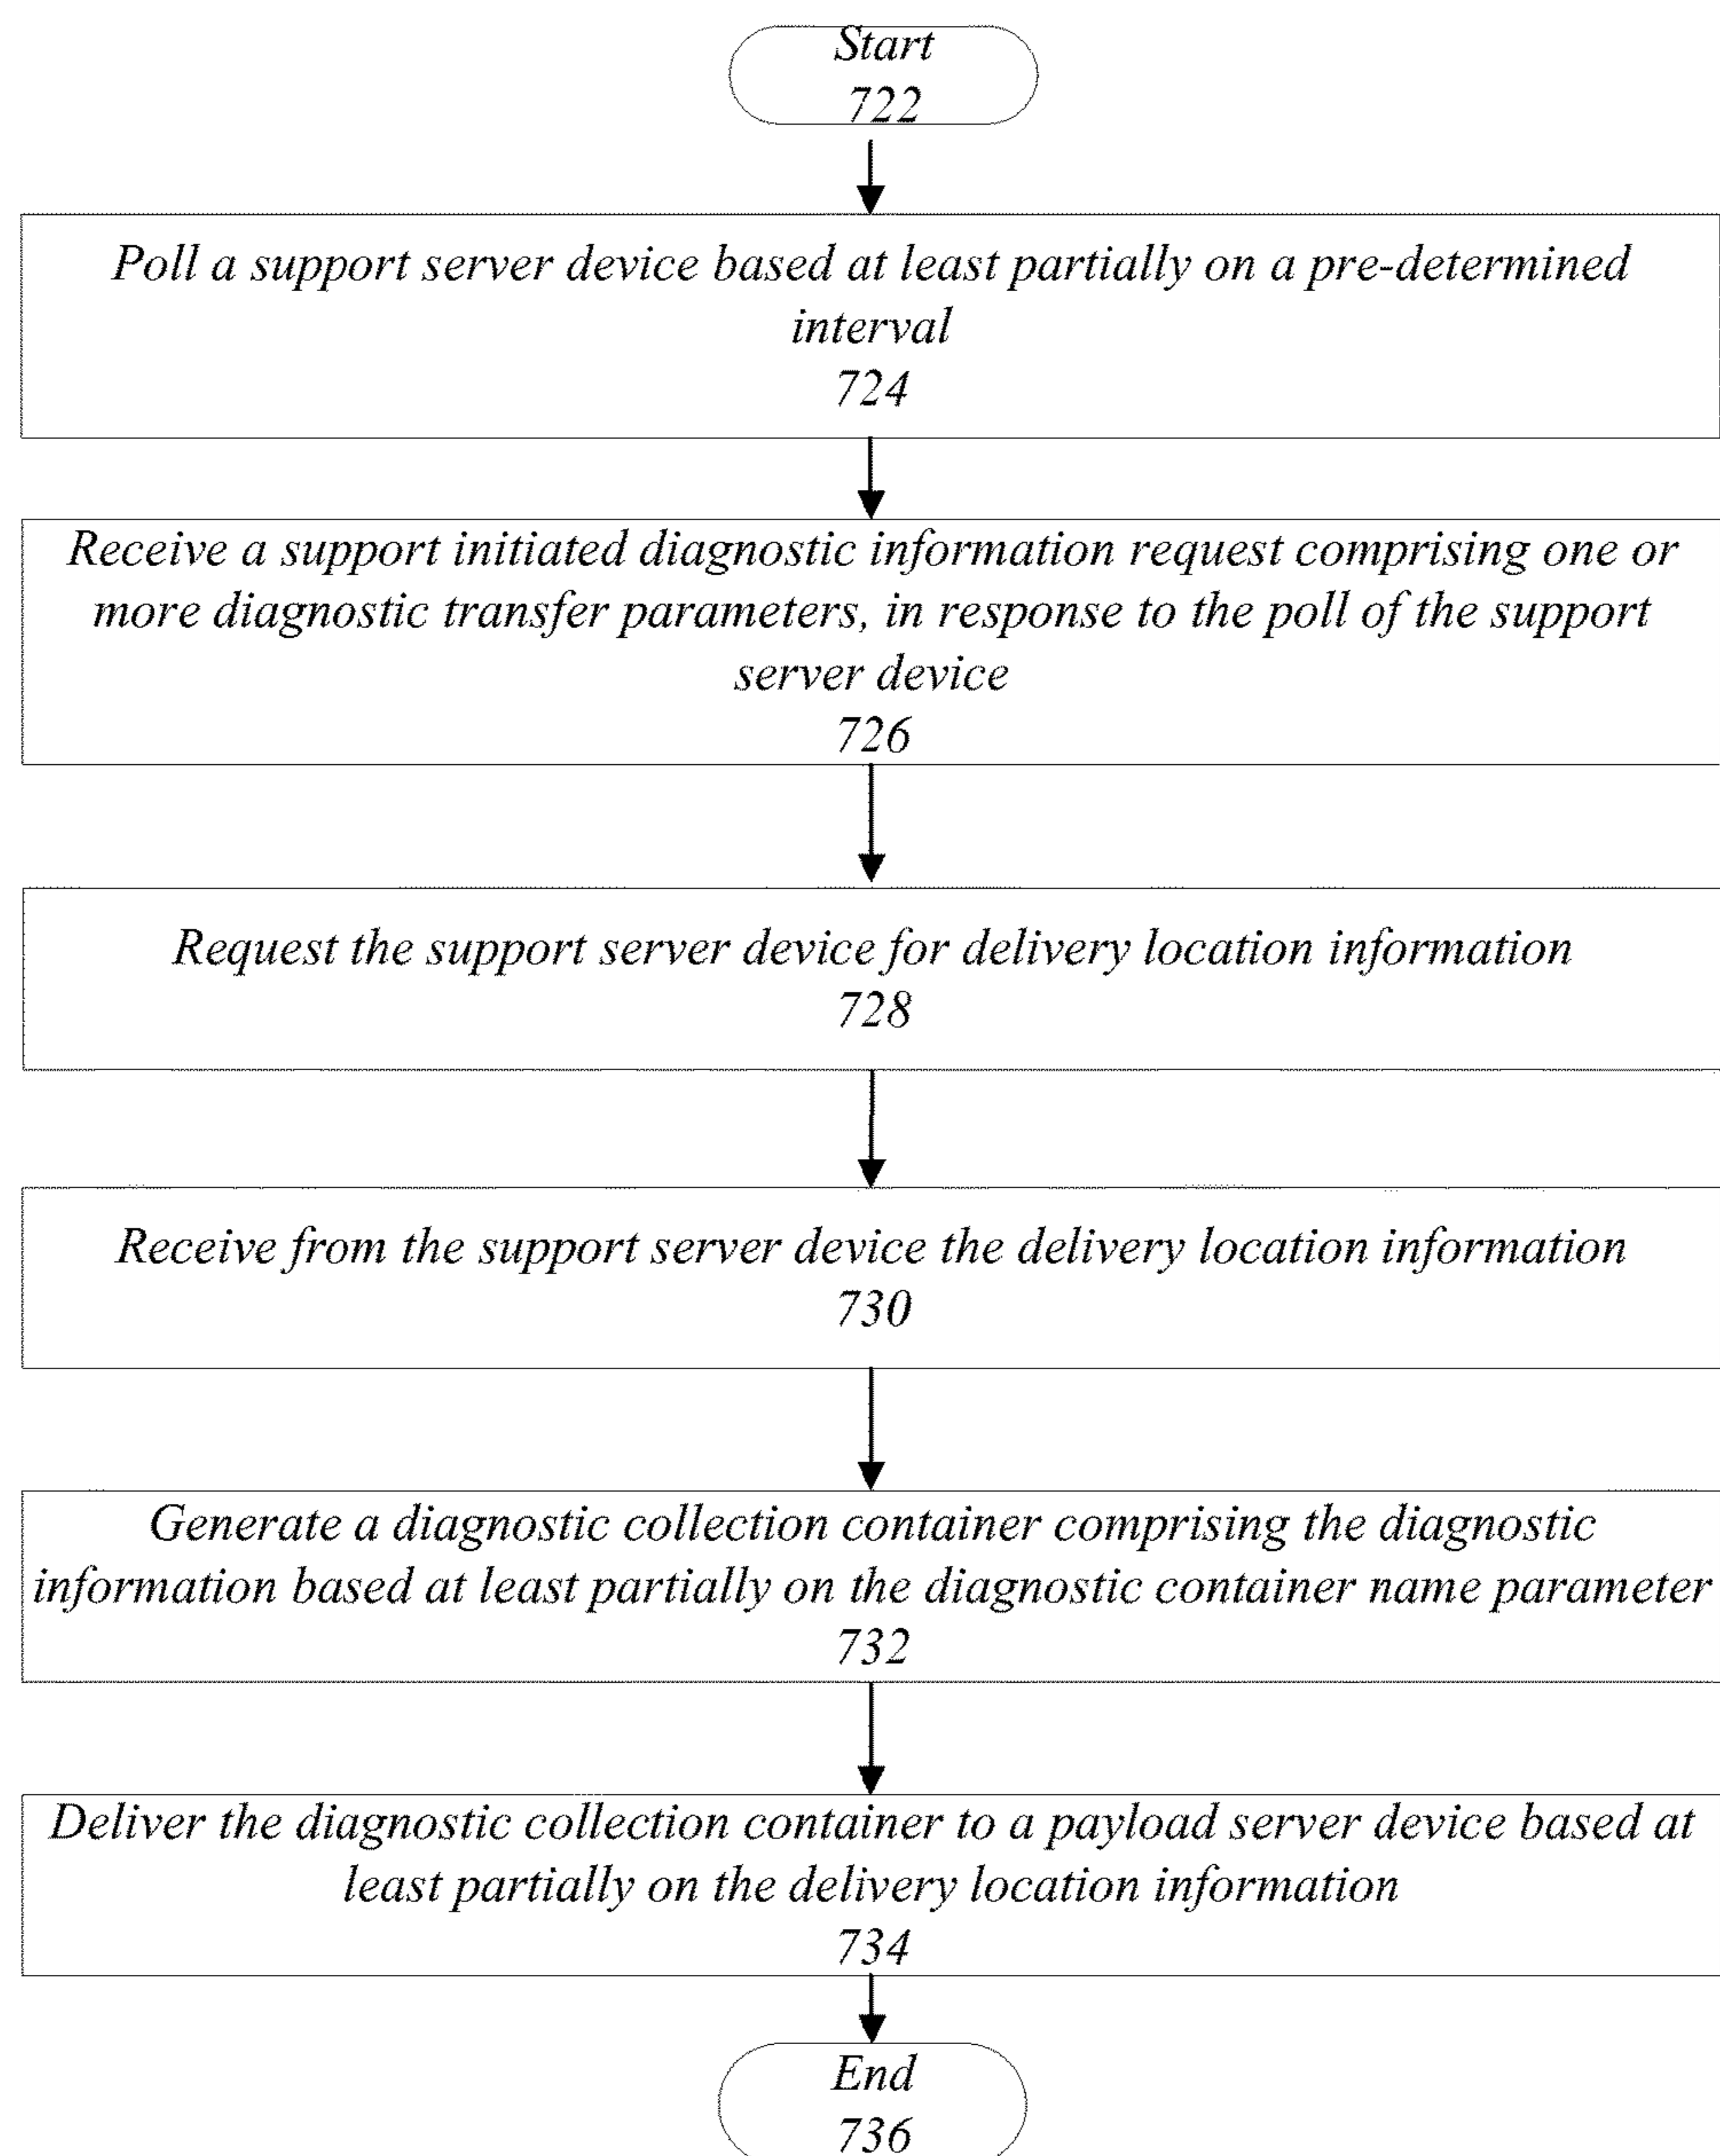 Start
722
Poll a support server device based at least partially on a pre-determined
interval
724
Receive a support initiated diagnostic information request comprising one or
more diagnostic transfer parameters, in response to the poll of the support
server device
726
Request the support server device for delivery location information
728
Receive from the support server device the delivery location information
730
Generate a diagnostic collection container comprising the diagnostic
information based at least partially on the diagnostic container name parameter
732
Deliver the diagnostic collection container to a payload server device based at
least partially on the delivery location information
734
End
736